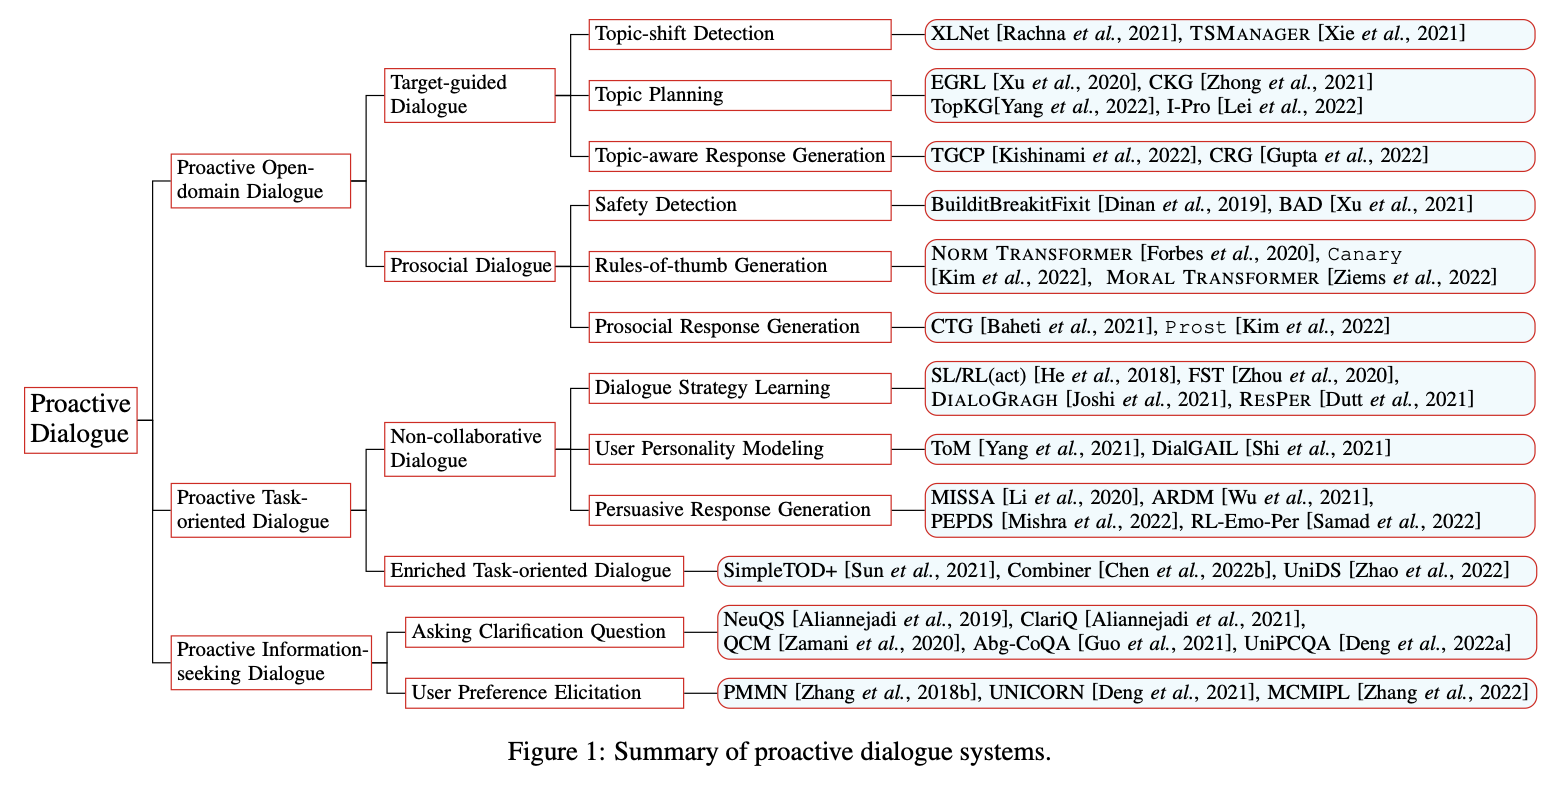 Proactive
Dialogue
Proactive Open-
domain Dialogue
Target-guided
Dialogue
Topic-shift Detection
XLNet [Rachna et al., 2021], TSMANAGER [Xie et al., 2021]
Topic Planning
EGRL [Xu et al., 2020], CKG [Zhong et al., 2021]
TopKG[Yang et al., 2022], I-Pro [Lei et al., 2022]
Topic-aware Response Generation
TGCP [Kishinami et al., 2022], CRG [Gupta et al., 2022]
Prosocial Dialogue
Safety Detection
BuilditBreakitFixit [Dinan et al., 2019], BAD [Xu et al., 2021]
Rules-of-thumb Generation
NORM TRANSFORMER [Forbes et al., 2020], Canary
[Kim et al., 2022], MORAL TRANSFORMER [Ziems et al., 2022]
Prosocial Response Generation
CTG [Baheti et al., 2021], Prost [Kim et al., 2022]
Proactive Task-
oriented Dialogue
Non-collaborative
Dialogue
Dialogue Strategy Learning
SL/RL(act) [He et al., 2018], FST [Zhou et al., 2020],
DIALOGRAGH [Joshi et al., 2021], RESPER [Dutt et al., 2021]
User Personality Modeling
ToM [Yang et al., 2021], DialGAIL [Shi et al., 2021]
Persuasive Response Generation
MISSA [Li et al., 2020], ARDM [Wu et al., 2021],
PEPDS [Mishra et al., 2022], RL-Emo-Per [Samad et al., 2022]
Enriched Task-oriented Dialogue
SimpleTOD+ [Sun et al., 2021], Combiner [Chen et al., 2022b], UniDS [Zhao et al., 2022]
Proactive Information-
seeking Dialogue
Asking Clarification Question
NeuQS [Aliannejadi et al., 2019], ClariQ [Aliannejadi et al., 2021],
QCM [Zamani et al., 2020], Abg-CoQA [Guo et al., 2021], UniPCQA [Deng et al., 2022a]
User Preference Elicitation
PMMN [Zhang et al., 2018b], UNICORN [Deng et al., 2021], MCMIPL [Zhang et al., 2022]
Figure 1: Summary of proactive dialogue systems.